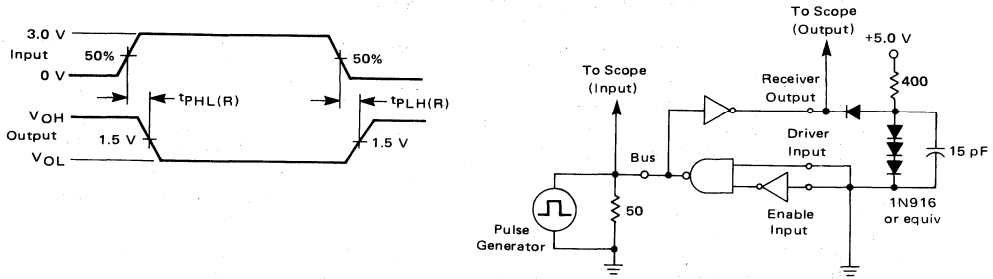 3.0 V
Input
50%
50%
0 V
tPHL(R)
tPLH(R)
VOH
Output
1.5 V
1.5 V
VOL
To Scope
(Output)
+5.0 V
To Scope
(Input)
Receiver
Output
400
Driver
Input
15 pF
Bus
50
Pulse
Generator
Enable
Input
1N916
or equiv